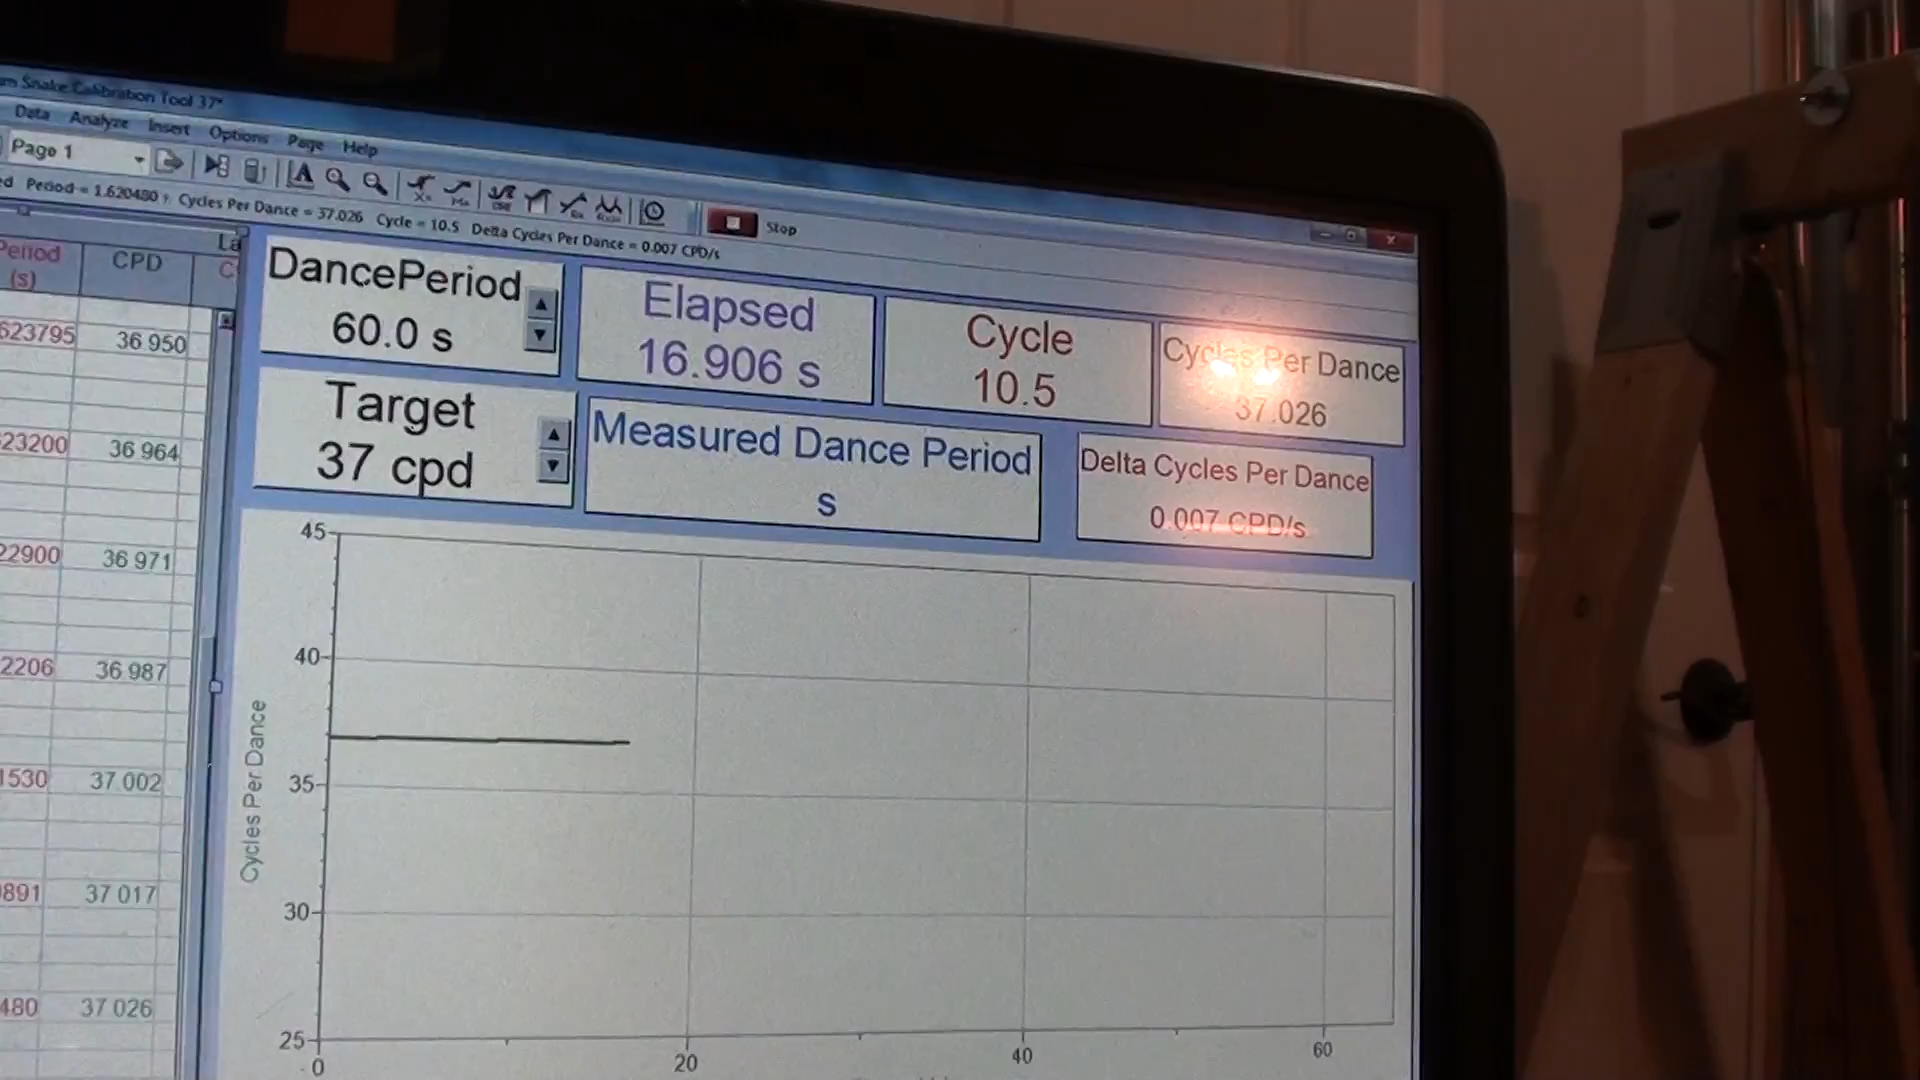 Snake Calibration Tool 37*
Data Analyze Insert Options Page Help
Page 1
Stop
Period = 1.620480 Cycles Per Dance = 37.026 Cycle = 10.5 Delta Cycles Per Dance = 0.007 CPD/s
Period
(s)
CPD
La
C
623795 36 950
23200 36 964
22900 36 971
2206 36 987
1530 37 002
891 37 017
480 37 026
DancePeriod
60.0 s
Elapsed
16.906 s
Cycle
10.5
Cycles Per Dance
37.026
Target
37 cpd
Measured Dance Period
s
Delta Cycles Per Dance
0.007 CPD/s
Cycles Per Dance
45
40
35
30
25
0 20 40 60